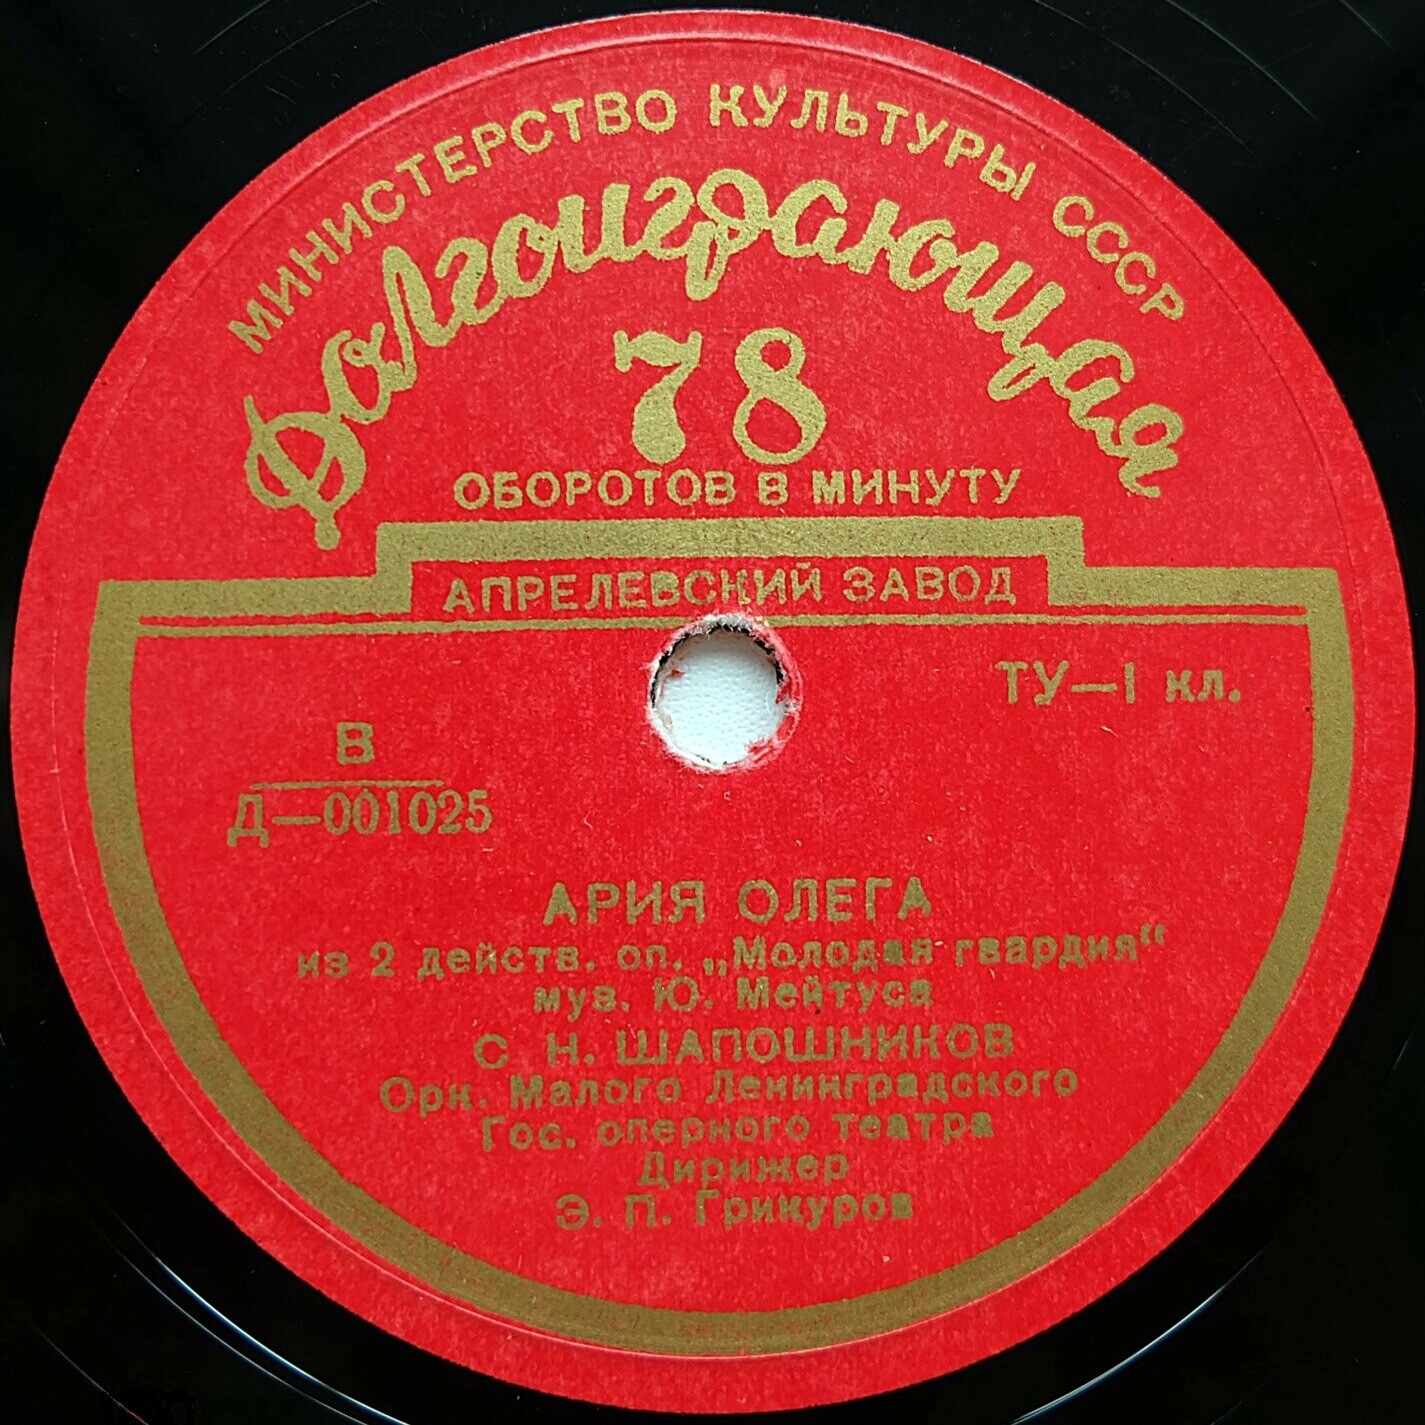 МИНИСТЕРСТВО КУЛЬТУРЫ СССР
Долгоиграющая
78
ОБОРОТОВ В МИНУТУ
АПРЕЛЕВСКИЙ ЗАВОД
ТУ—1 кл.
В
Д—001025
АРИЯ ОЛЕГА
из 2 действ. оп. „Молодая гвардия“
муз. Ю. Мейтуса
С Н. ШАПОШНИКОВ
Орк. Малого Ленинградского
Гос. оперного театра
Дирижер
Э. П. Грикуров